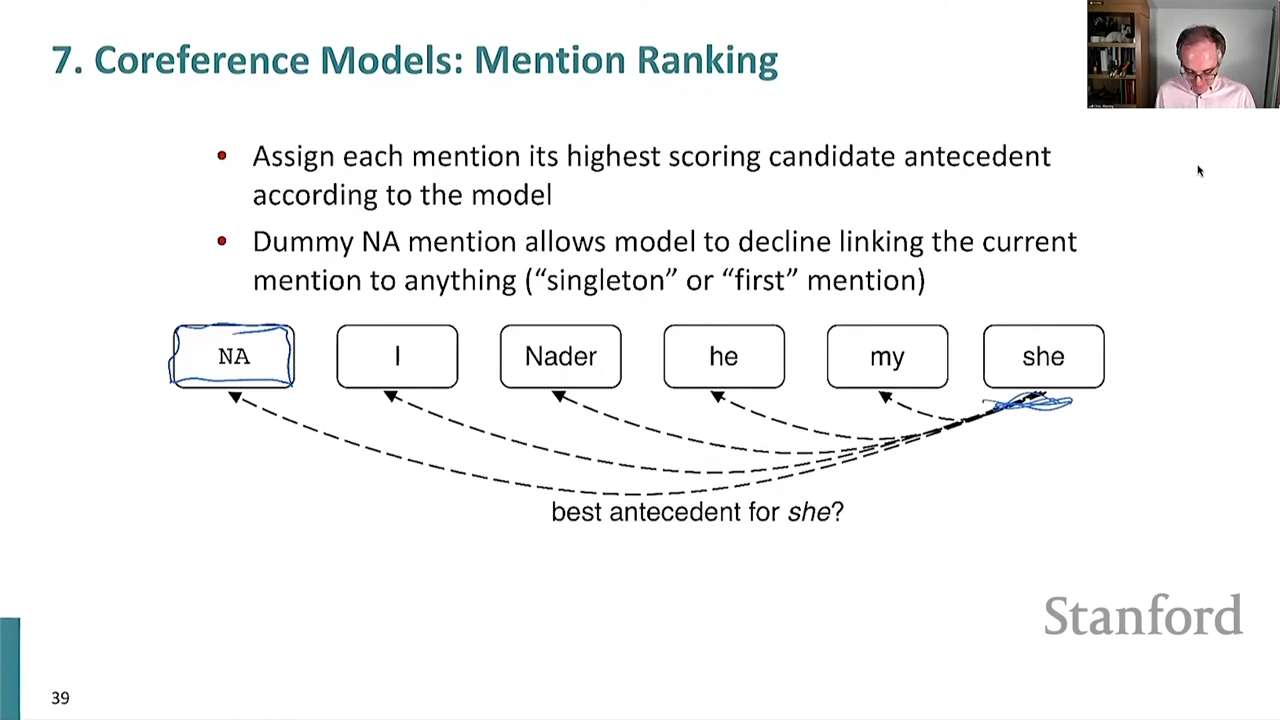 7. Coreference Models: Mention Ranking
• Assign each mention its highest scoring candidate antecedent
according to the model
• Dummy NA mention allows model to decline linking the current
mention to anything (“singleton” or “first” mention)
NA I Nader he my she
best antecedent for she?
Stanford
39